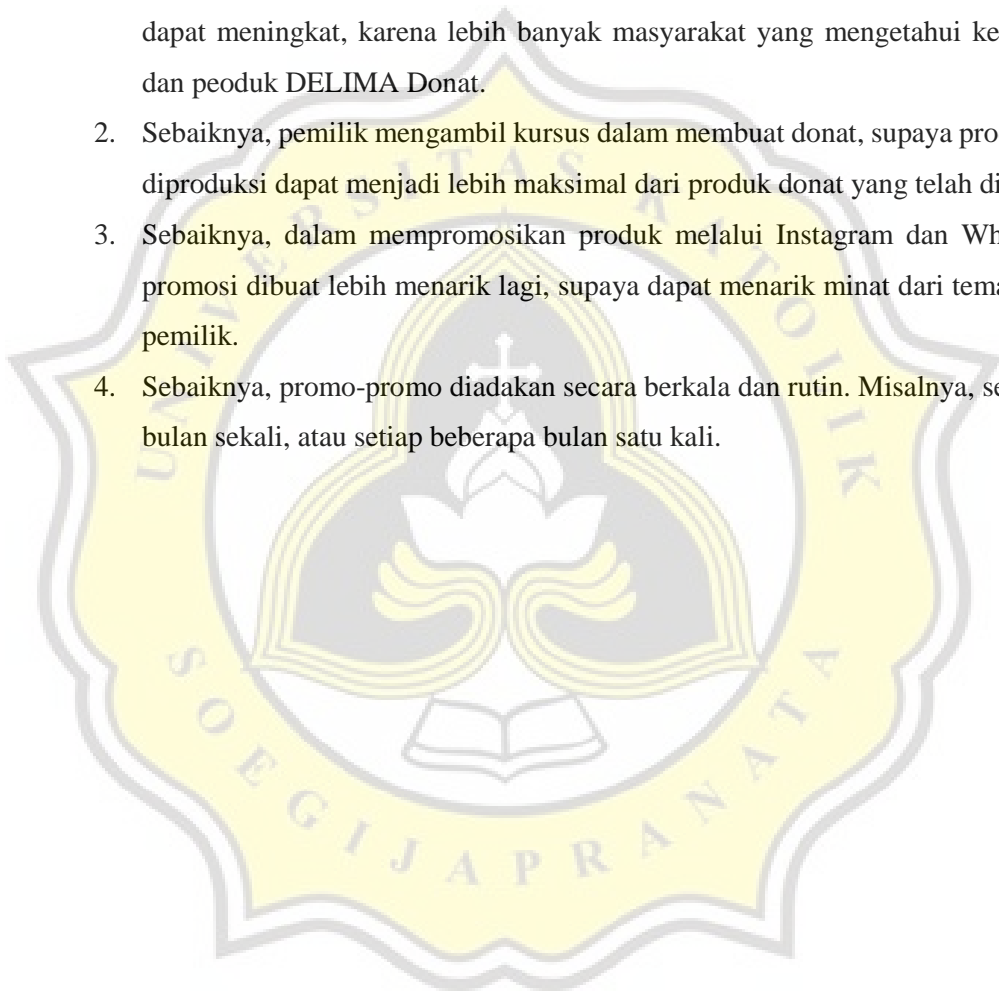 dapat meningkat, karena lebih banyak masyarakat yang mengetahui ke
dan peoduk DELIMA Donat.
2. Sebaiknya, pemilik mengambil kursus dalam membuat donat, supaya pro
diproduksi dapat menjadi lebih maksimal dari produk donat yang telah di
3. Sebaiknya, dalam mempromosikan produk melalui Instagram dan Wh
promosi dibuat lebih menarik lagi, supaya dapat menarik minat dari tema
pemilik.
4. Sebaiknya, promo-promo diadakan secara berkala dan rutin. Misalnya, se
bulan sekali, atau setiap beberapa bulan satu kali.
UNIVERSITAS KATOLIK
SOEGIJAPRANATA